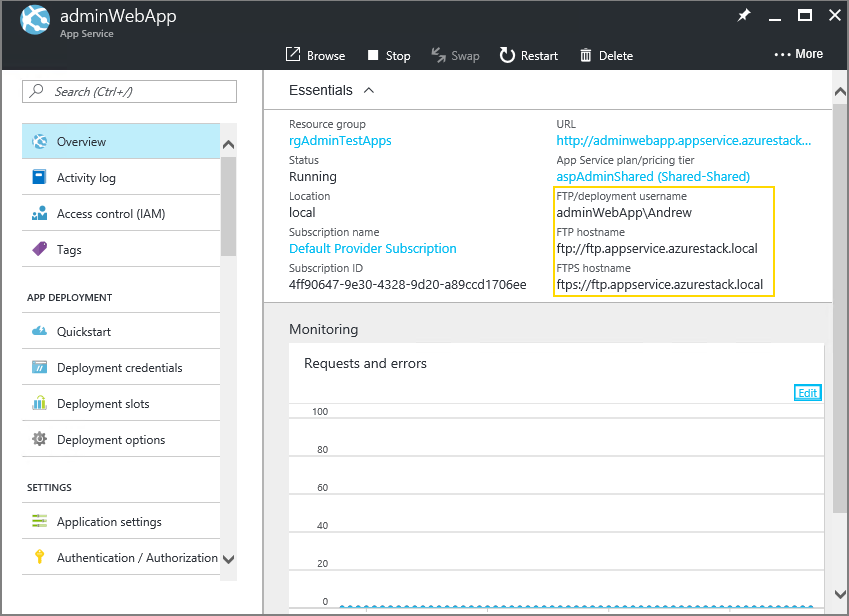 adminWebApp
App Service
Browse
Stop
Swap
Restart
Delete
More
Search (Ctrl+/)
Overview
Activity log
Access control (IAM)
Tags
APP DEPLOYMENT
Quickstart
Deployment credentials
Deployment slots
Deployment options
SETTINGS
Application settings
Authentication / Authorization
Essentials
Resource group
rgAdminTestApps
Status
Running
Location
local
Subscription name
Default Provider Subscription
Subscription ID
4ff90647-9e30-4328-9d20-a89ccd1706ee
URL
http://adminwebapp.appservice.azurestack...
App Service plan/pricing tier
aspAdminShared (Shared-Shared)
FTP/deployment username
adminWebApp\Andrew
FTP hostname
ftp://ftp.appservice.azurestack.local
FTPS hostname
ftps://ftp.appservice.azurestack.local
Monitoring
Requests and errors
Edit
100
80
60
40
20
0